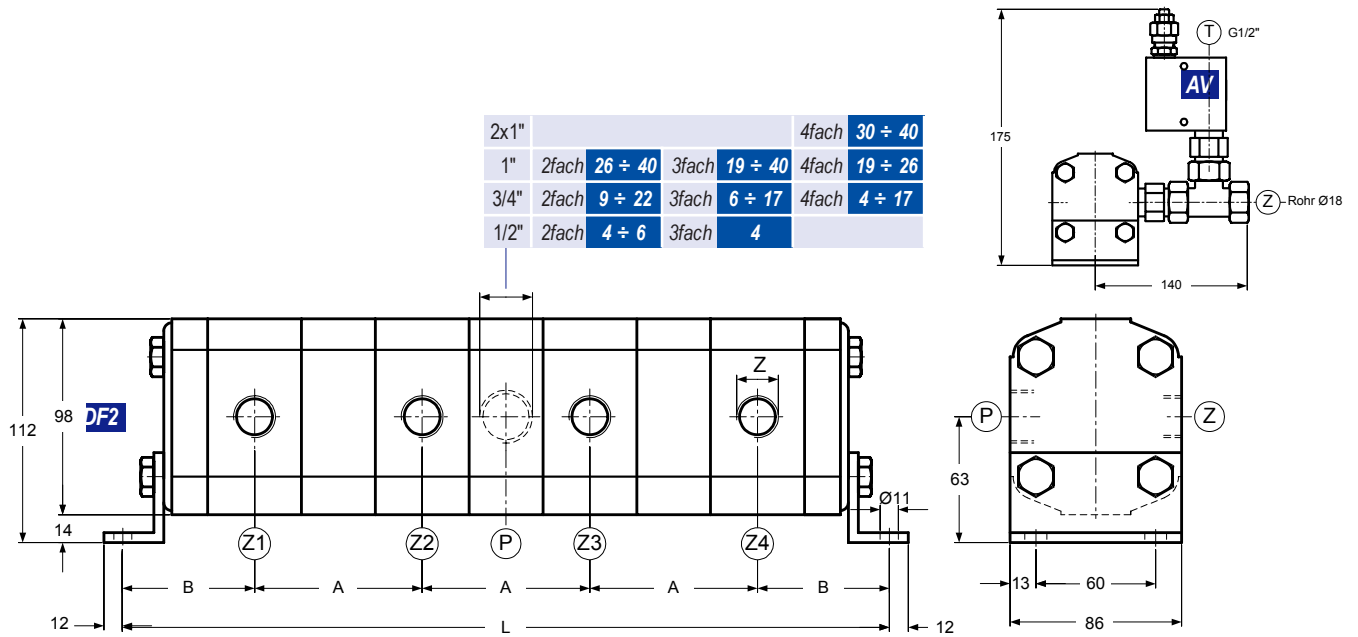 T G1/2"
AV
175
Z Rohr Ø18
140
2x1" 4fach 30 ÷ 40
1" 2fach 26 ÷ 40 3fach 19 ÷ 40 4fach 19 ÷ 26
3/4" 2fach 9 ÷ 22 3fach 6 ÷ 17 4fach 4 ÷ 17
1/2" 2fach 4 ÷ 6 3fach 4
Z
112
98
DF2
14
Ø11
Z1 Z2 P Z3 Z4
B A A A B
12 L 12
P Z
63
13 60
86